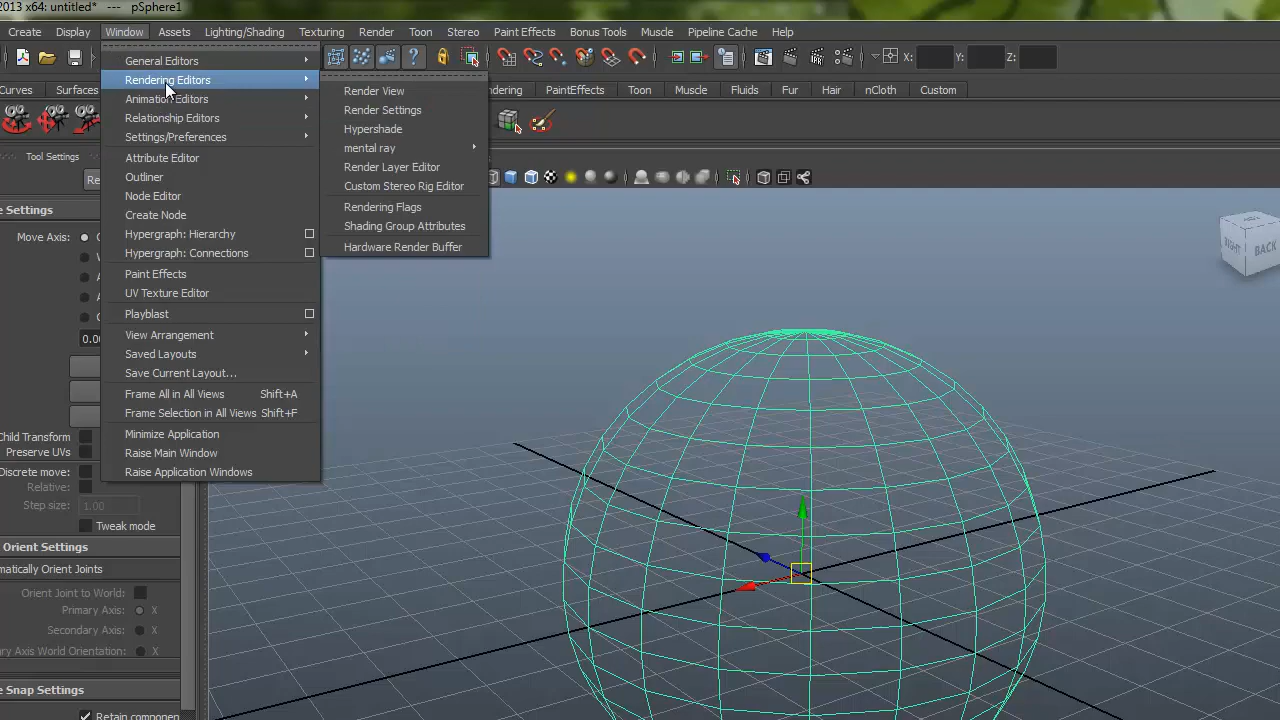 2013 x64: untitled* --- pSphere1
Create Display Window Assets Lighting/Shading Texturing Render Toon Stereo Paint Effects Bonus Tools Muscle Pipeline Cache Help
X: Y: Z:
Curves Surfaces dering PaintEffects Toon Muscle Fluids Fur Hair nCloth Custom
General Editors
Rendering Editors
Animation Editors
Relationship Editors
Settings/Preferences
Attribute Editor
Outliner
Node Editor
Create Node
Hypergraph: Hierarchy
Hypergraph: Connections
Paint Effects
UV Texture Editor
Playblast
View Arrangement
Saved Layouts
Save Current Layout...
Frame All in All Views Shift+A
Frame Selection in All Views Shift+F
Minimize Application
Raise Main Window
Raise Application Windows
Render View
Render Settings
Hypershade
mental ray
Render Layer Editor
Custom Stereo Rig Editor
Rendering Flags
Shading Group Attributes
Hardware Render Buffer
Tool Settings
Re
e Settings
Move Axis:
0.00
Child Transform
Preserve UVs
Discrete move:
Relative:
Step size: 1.00
Tweak mode
Orient Settings
matically Orient Joints
Orient Joint to World:
Primary Axis: X
Secondary Axis: X
ry Axis World Orientation: X
e Snap Settings
Retain componen
RIGHT BACK